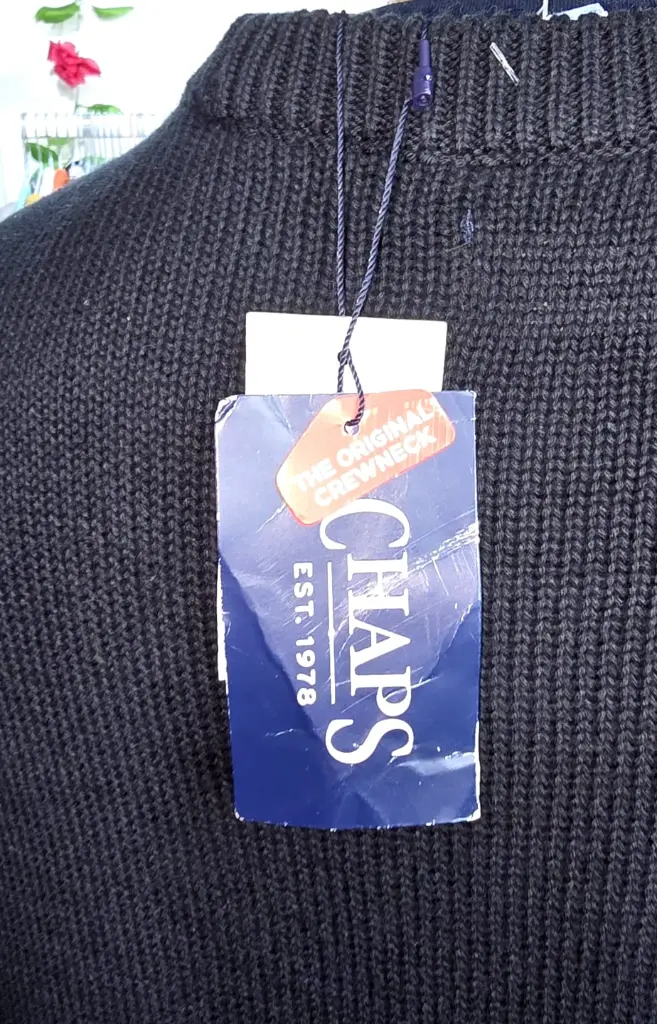 THE ORIGINAL
CREWNECK
CHAPS
EST. 1978